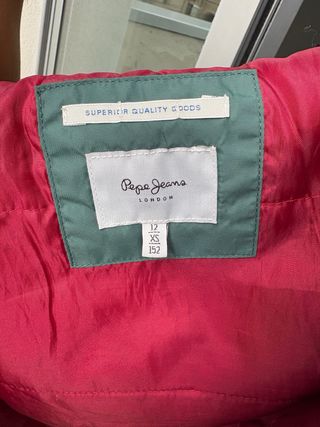 SUPERIOR QUALITY GOODS
Pepe Jeans
LONDON
12
XS
152